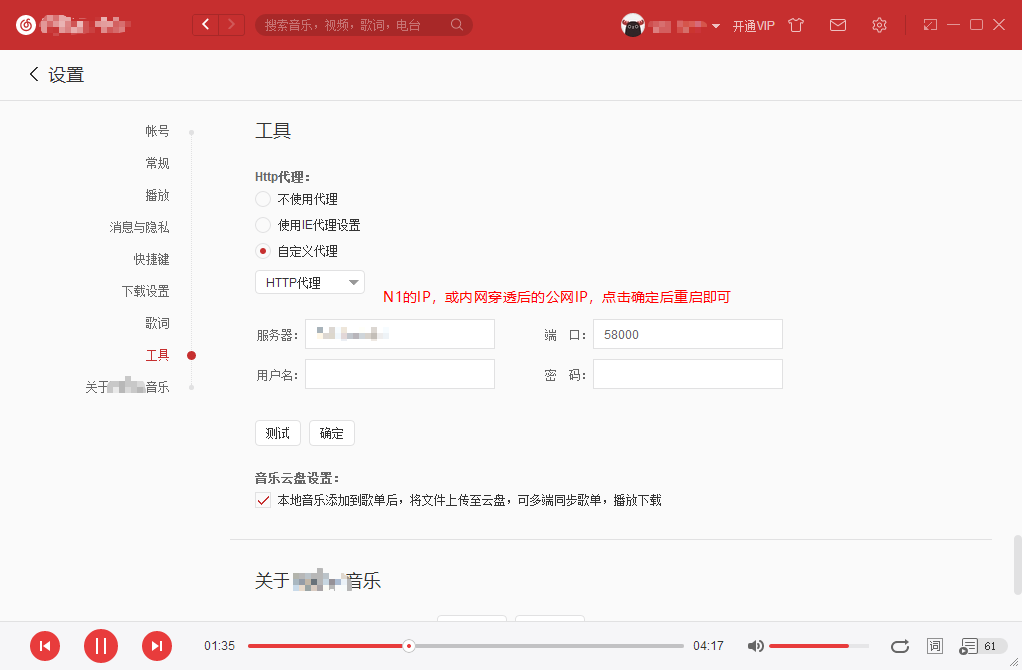 搜索音乐，视频，歌词，电台
开通VIP
设置
帐号
常规
播放
消息与隐私
快捷键
下载设置
歌词
工具
关于 音乐
工具
Http代理：
不使用代理
使用IE代理设置
自定义代理
HTTP代理
N1的IP，或内网穿透后的公网IP，点击确定后重启即可
服务器：
端 口：58000
用户名：
密 码：
测试 确定
音乐云盘设置：
本地音乐添加到歌单后，将文件上传至云盘，可多端同步歌单，播放下载
关于 音乐
01:35 04:17 词 61